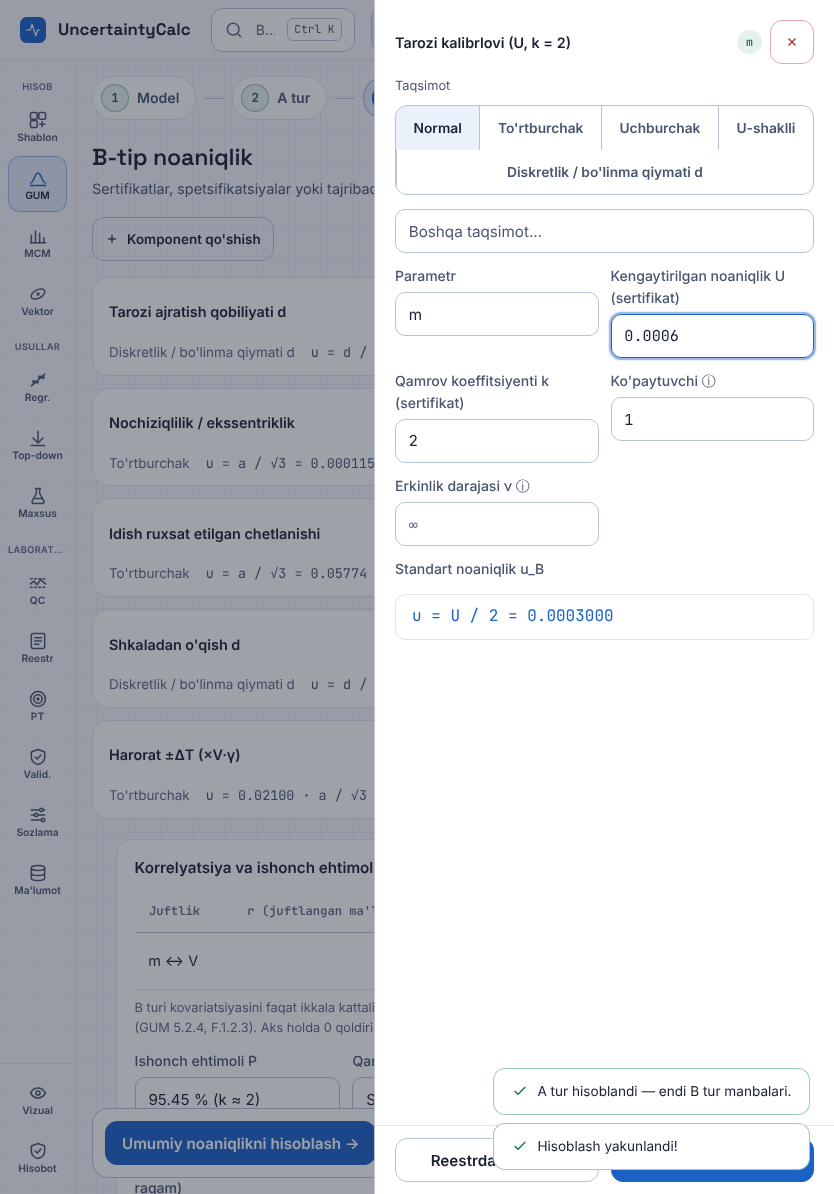 UncertaintyCalc
B...
Ctrl K
HISOB
Shablon
GUM
MCM
Vektor
USULLAR
Regr.
Top-down
Maxsus
LABORAT...
QC
Reestr
PT
Valid.
Sozlama
Ma'lumot
Vizual
Hisobot
1 Model
2 A tur
B-tip noaniqlik
Sertifikatlar, spetsifikatsiyalar yoki
+ Komponent qo'shish
Tarozi ajratish qobiliyati d
Diskretlik / bo'linma qiymati d u = d /
Nochiziqlilik / ekssentriklik
To'rtburchak u = a / √3 = 0.000115
Idish ruxsat etilgan chetlanishi
To'rtburchak u = a / √3 = 0.05774
Shkaladan o'qish d
Diskretlik / bo'linma qiymati d u = d /
Harorat ±ΔT (×V·γ)
To'rtburchak u = 0.02100 · a / √3
Korrelyatsiya va ishonch
Juftlik r (juftlangan
m ↔ V
B turi kovariatsiyasini faqat ikkala
(GUM 5.2.4, F.1.2.3). Aks holda 0 qoldiri
Ishonch ehtimoli P
95.45 % (k ≈ 2)
Umumiy noaniqlikni hisoblash →
raqam)
Tarozi kalibrlovi (U, k = 2)
m
×
Taqsimot
Normal To'rtburchak Uchburchak U-shaklli
Diskretlik / bo'linma qiymati d
Boshqa taqsimot...
Parametr
m
Kengaytirilgan noaniqlik U
(sertifikat)
0.0006
Qamrov koeffitsiyenti k
(sertifikat)
2
Ko'paytuvchi ⓘ
1
Erkinlik darajasi ν ⓘ
∞
Standart noaniqlik u_B
u = U / 2 = 0.0003000
✓ A tur hisoblandi — endi B tur manbalari.
✓ Hisoblash yakunlandi!